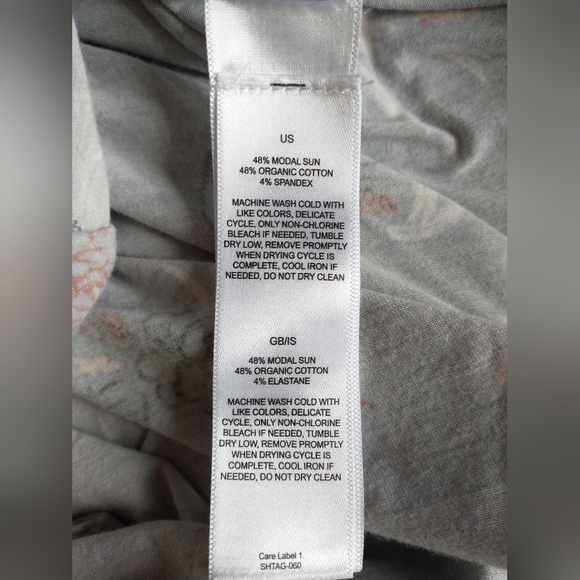 US
48% MODAL SUN
48% ORGANIC COTTON
4% SPANDEX
MACHINE WASH COLD WITH
LIKE COLORS, DELICATE
CYCLE, ONLY NON-CHLORINE
BLEACH IF NEEDED, TUMBLE
DRY LOW, REMOVE PROMPTLY
WHEN DRYING CYCLE IS
COMPLETE, COOL IRON IF
NEEDED, DO NOT DRY CLEAN
GB/IS
48% MODAL SUN
48% ORGANIC COTTON
4% ELASTANE
MACHINE WASH COLD WITH
LIKE COLORS, DELICATE
CYCLE, ONLY NON-CHLORINE
BLEACH IF NEEDED, TUMBLE
DRY LOW, REMOVE PROMPTLY
WHEN DRYING CYCLE IS
COMPLETE, COOL IRON IF
NEEDED, DO NOT DRY CLEAN
Care Label 1
SHTAG-060